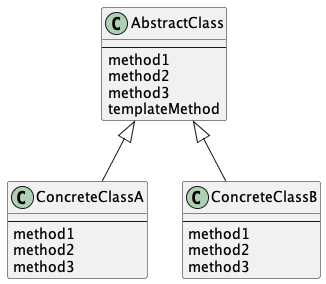 C AbstractClass
method1
method2
method3
templateMethod
C ConcreteClassA
method1
method2
method3
C ConcreteClassB
method1
method2
method3